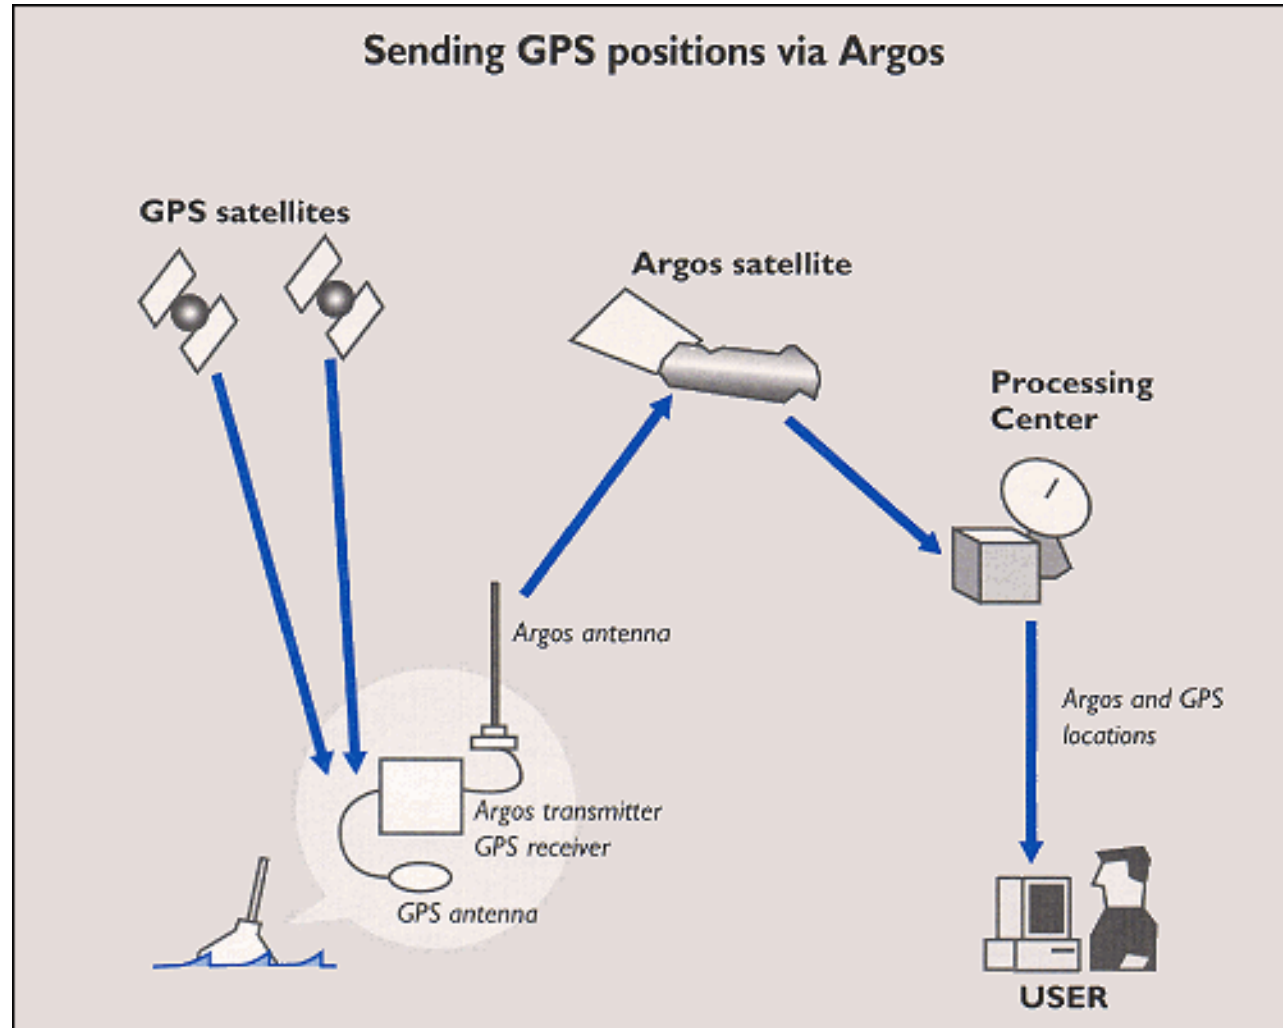 Sending GPS positions via Argos
GPS satellites
Argos satellite
Processing
Center
Argos antenna
Argos and GPS
locations
Argos transmitter
GPS receiver
GPS antenna
USER